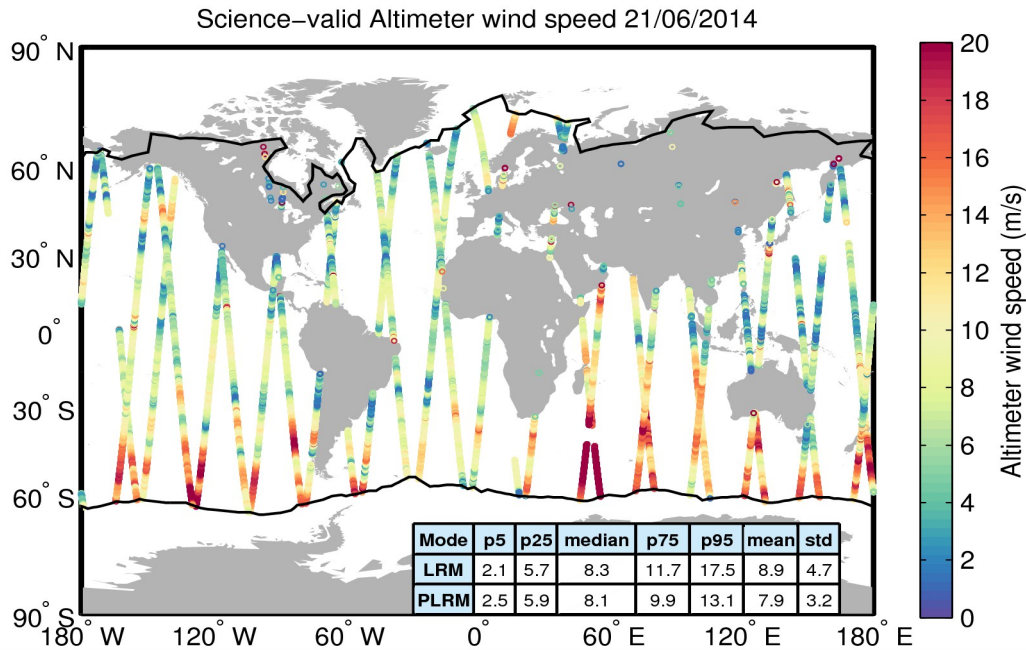 Science−valid Altimeter wind speed 21/06/2014
90° N
60° N
30° N
0°
30° S
60° S
90° S
180° W
120° W
60° W
0°
60° E
120° E
180° E
Mode p5 p25 median p75 p95 mean std
LRM 2.1 5.7 8.3 11.7 17.5 8.9 4.7
PLRM 2.5 5.9 8.1 9.9 13.1 7.9 3.2
20
18
16
14
12
10
8
6
4
2
0
Altimeter wind speed (m/s)